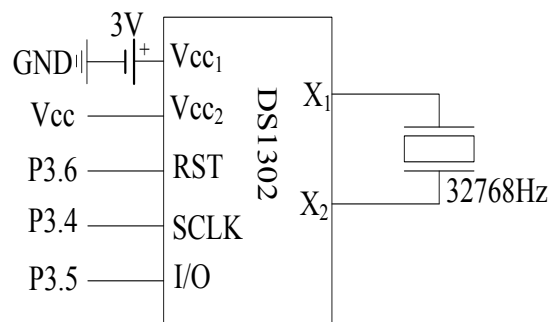 3V
+
GND
Vcc1
Vcc
Vcc2
P3.6
RST
P3.4
SCLK
P3.5
I/O
DS1302
X1
X2
32768Hz